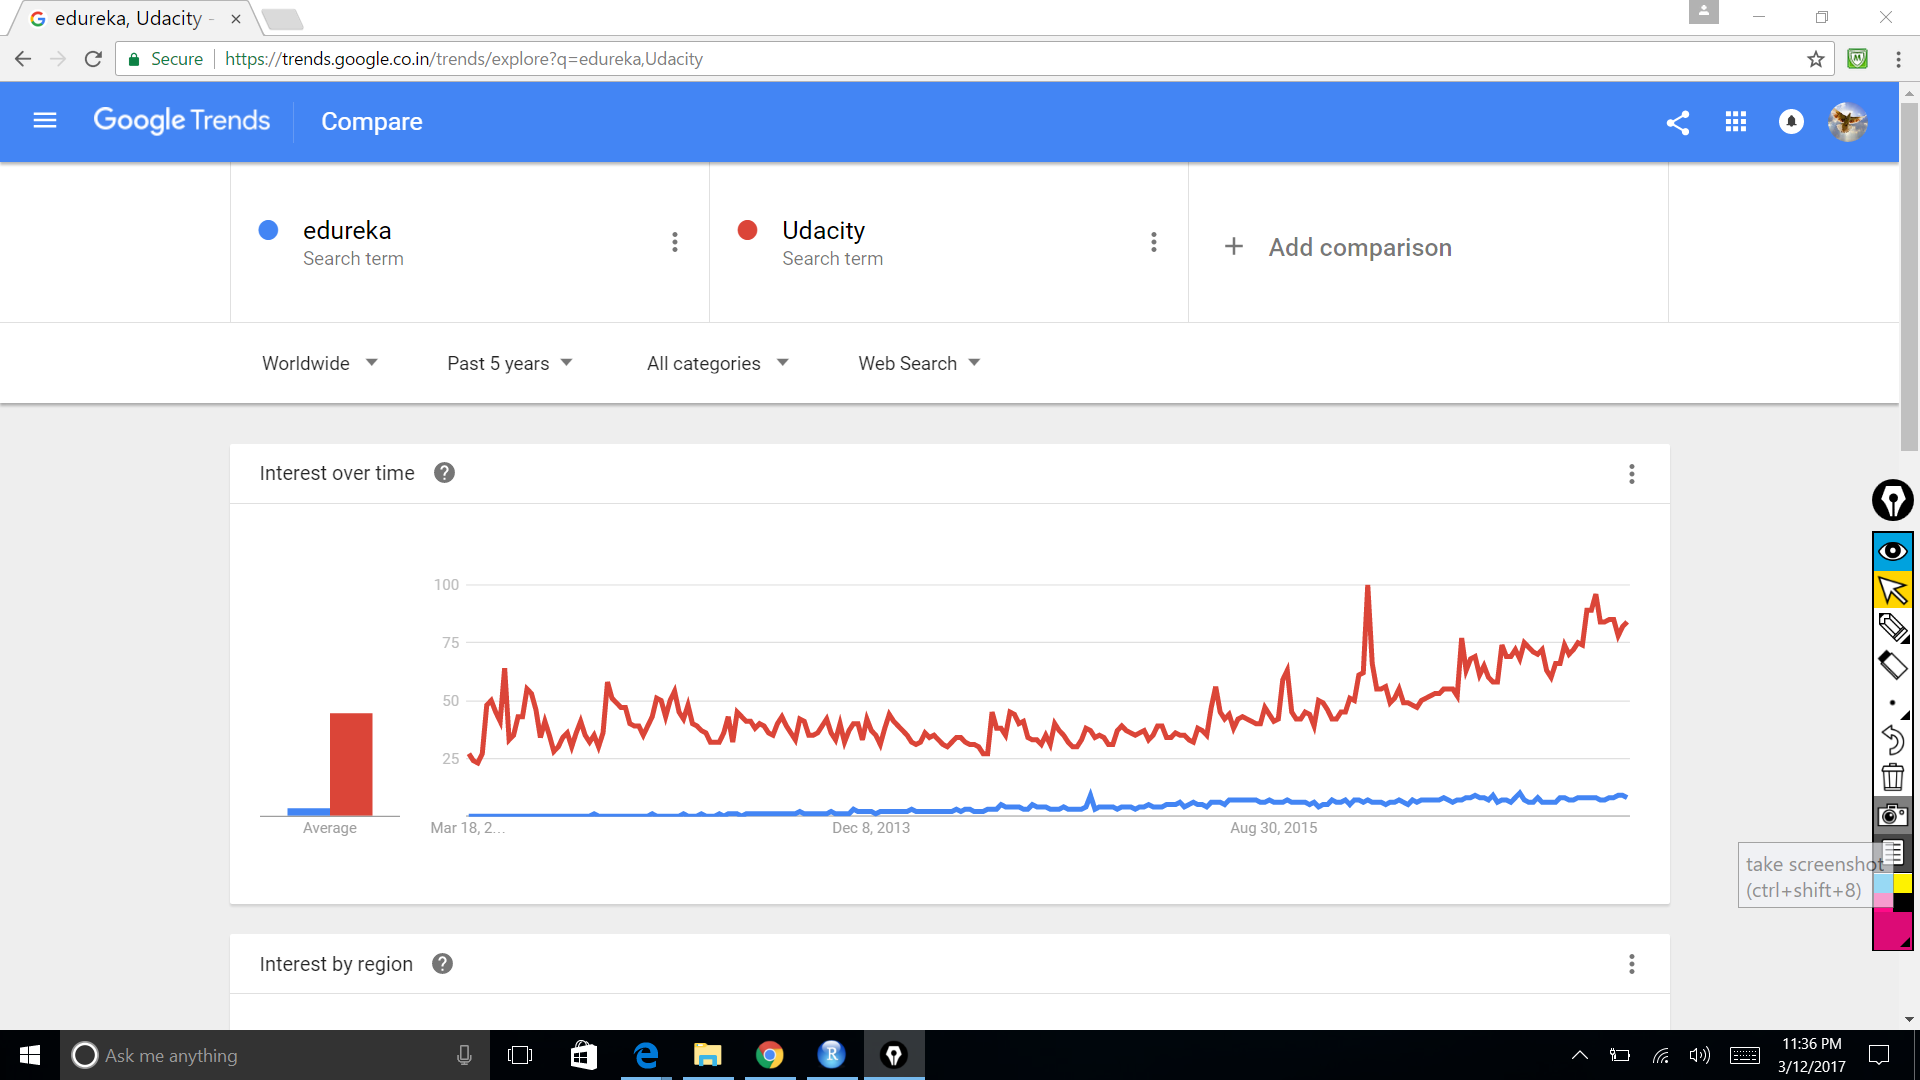 edureka, Udacity -
Secure
https://trends.google.co.in/trends/explore?q=edureka,Udacity
Google Trends
Compare
edureka
Search term
Udacity
Search term
+ Add comparison
Worldwide
Past 5 years
All categories
Web Search
Interest over time
100
75
50
25
Average
Mar 18, 2...
Dec 8, 2013
Aug 30, 2015
take screenshot
(ctrl+shift+8)
Interest by region
Ask me anything
11:36 PM
3/12/2017